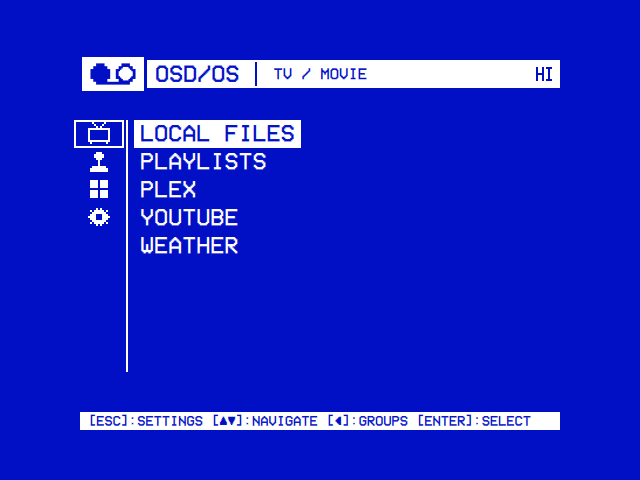 OSD/OS TV / MOVIE HI
LOCAL FILES
PLAYLISTS
PLEX
YOUTUBE
WEATHER
[ESC]:SETTINGS [▲▼]:NAVIGATE [◀]:GROUPS [ENTER]:SELECT